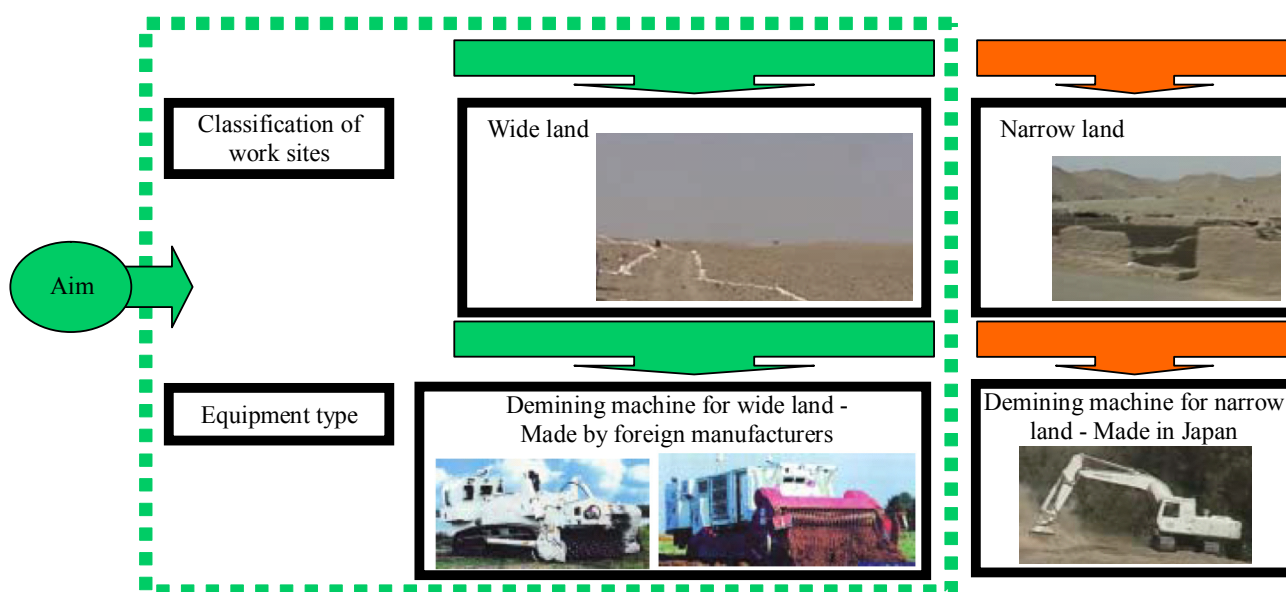 Classification of
work sites
Wide land
Narrow land
Aim
Equipment type
Demining machine for wide land -
Made by foreign manufacturers
Demining machine for narrow
land - Made in Japan